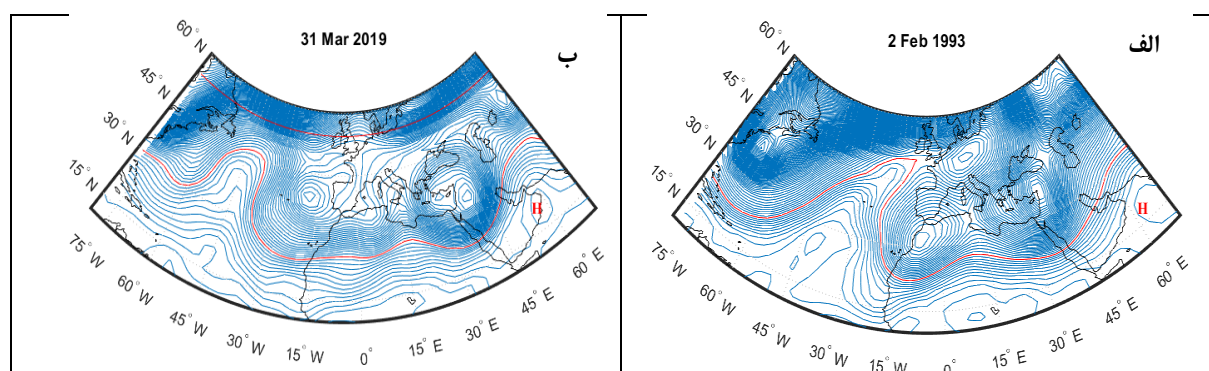 31 Mar 2019
ب
60° N
45° N
30° N
15° N
75° W
60° W
45° W
30° W
15° W
0°
15° E
30° E
45° E
60° E
H
2 Feb 1993
الف
60° N
45° N
30° N
15° N
75° W
60° W
45° W
30° W
15° W
0°
15° E
30° E
45° E
60° E
H